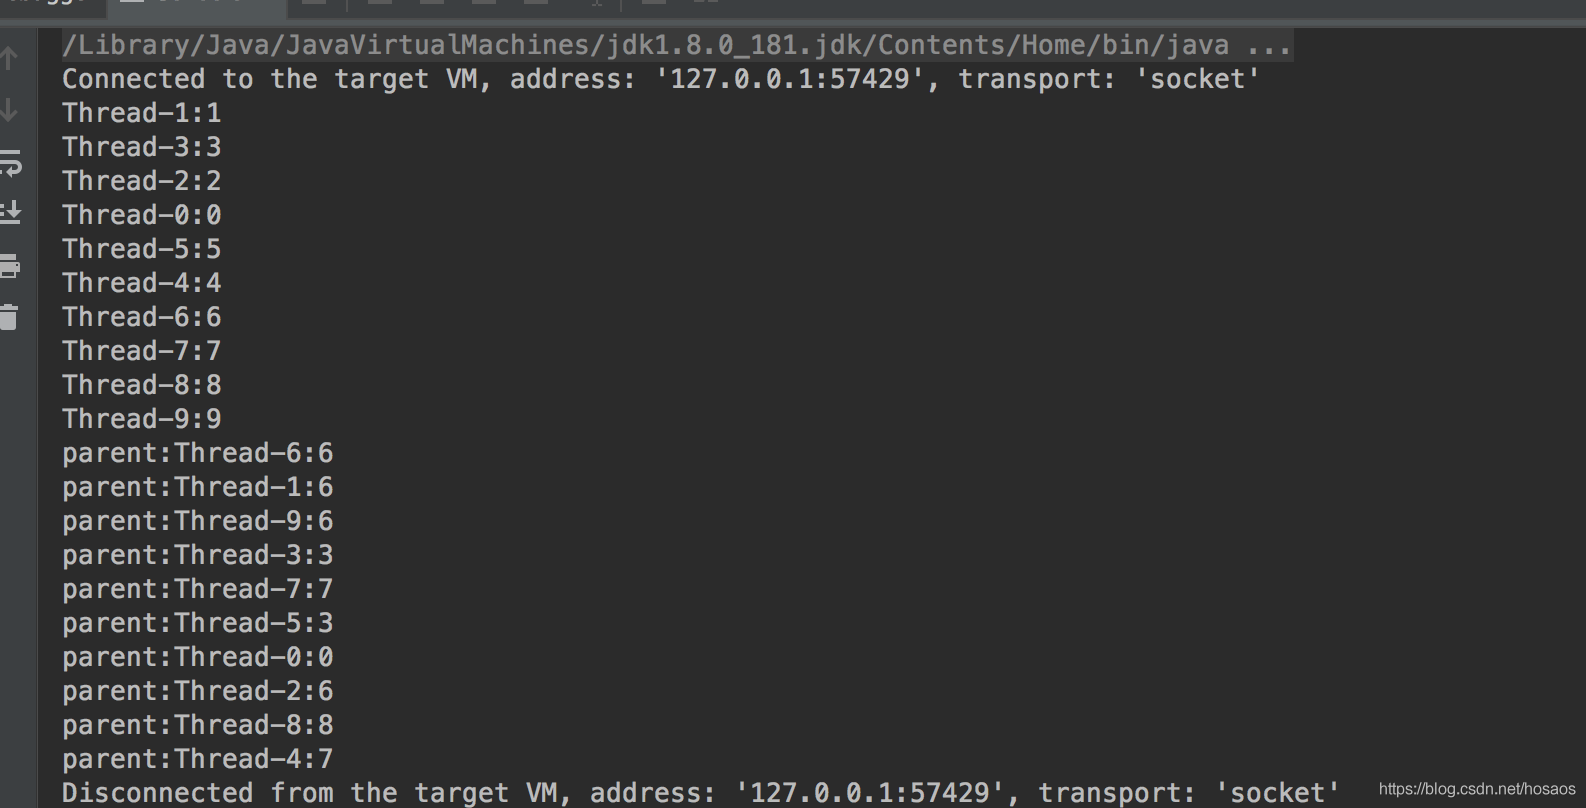 /Library/Java/JavaVirtualMachines/jdk1.8.0_181.jdk/Contents/Home/bin/java ...
Connected to the target VM, address: '127.0.0.1:57429', transport: 'socket'
Thread-1:1
Thread-3:3
Thread-2:2
Thread-0:0
Thread-5:5
Thread-4:4
Thread-6:6
Thread-7:7
Thread-8:8
Thread-9:9
parent:Thread-6:6
parent:Thread-1:6
parent:Thread-9:6
parent:Thread-3:3
parent:Thread-7:7
parent:Thread-5:3
parent:Thread-0:0
parent:Thread-2:6
parent:Thread-8:8
parent:Thread-4:7
Disconnected from the target VM, address: '127.0.0.1:57429', transport: 'socket'
https://blog.csdn.net/hosaos